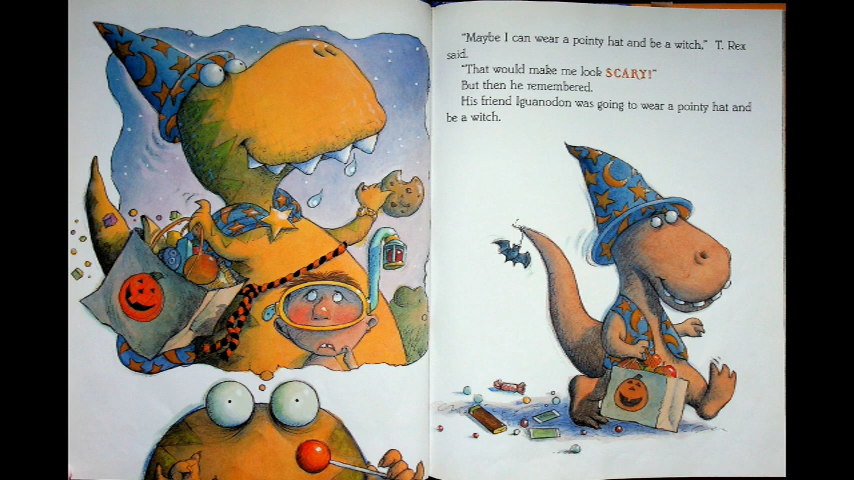 "Maybe I can wear a pointy hat and be a witch." T. Rex
said.
"That would make me look SCARY!"
But then he remembered.
His friend Iguanodon was going to wear a pointy hat and
be a witch.